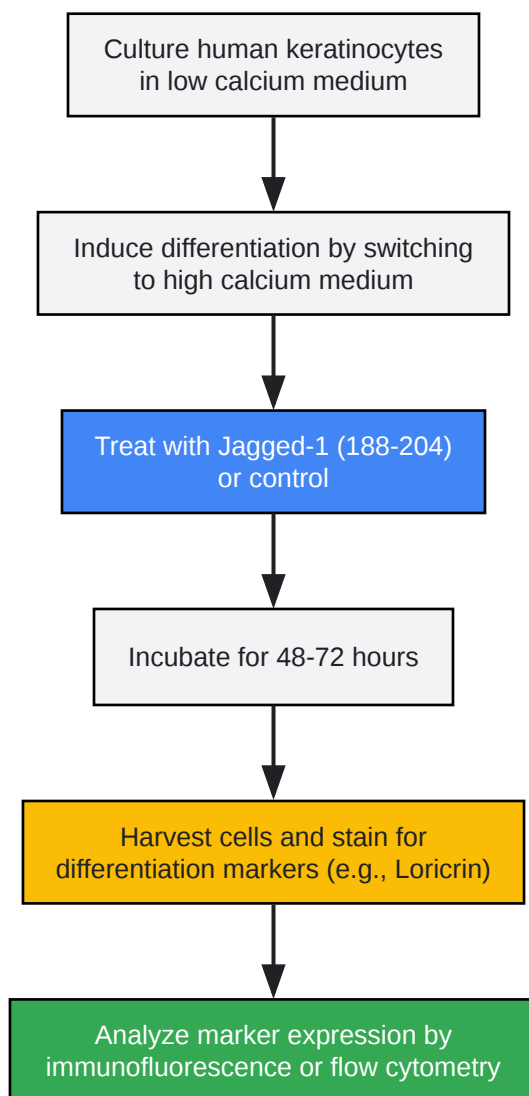 Culture human keratinocytes
in low calcium medium
Induce differentiation by switching
to high calcium medium
Treat with Jagged-1 (188-204)
or control
Incubate for 48-72 hours
Harvest cells and stain for
differentiation markers (e.g., Loricrin)
Analyze marker expression by
immunofluorescence or flow cytometry